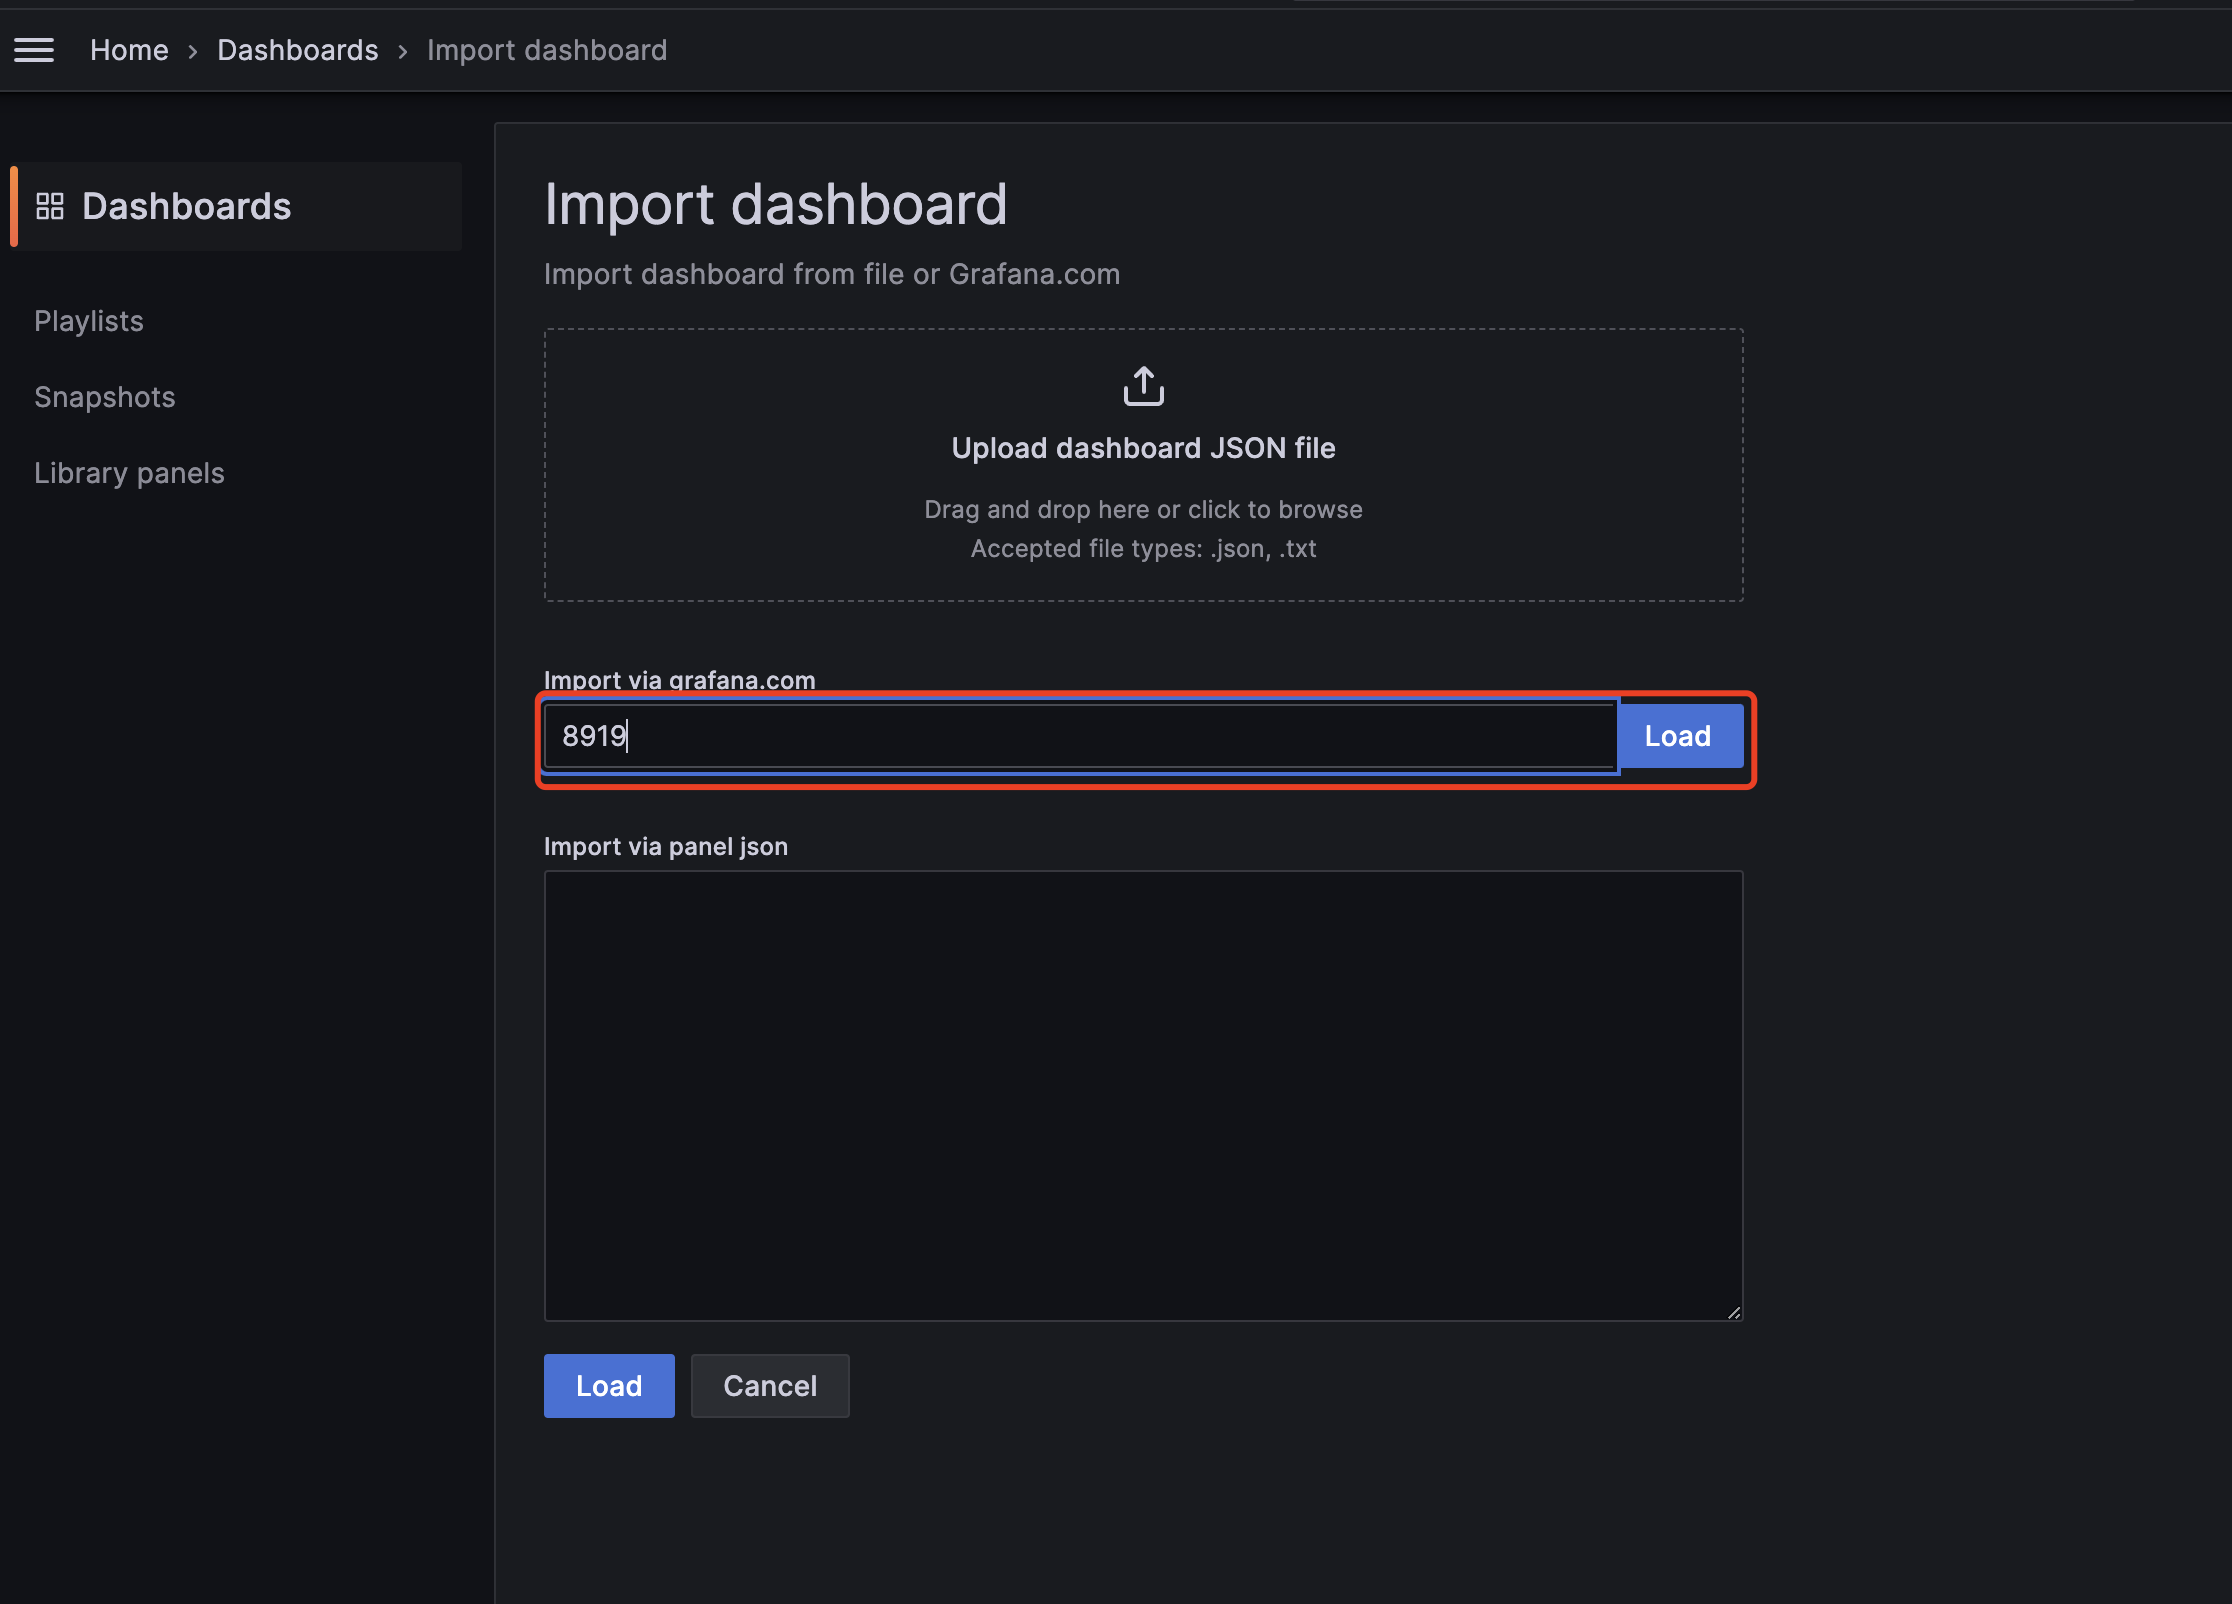 Home › Dashboards › Import dashboard
Dashboards
Playlists
Snapshots
Library panels
Import dashboard
Import dashboard from file or Grafana.com
Upload dashboard JSON file
Drag and drop here or click to browse
Accepted file types: .json, .txt
Import via grafana.com
8919
Load
Import via panel json
Load
Cancel